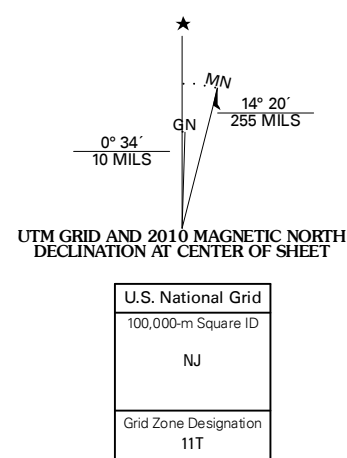 MN
14° 20´
255 MILS
GN
0° 34´
10 MILS
UTM GRID AND 2010 MAGNETIC NORTH
DECLINATION AT CENTER OF SHEET
U.S. National Grid
100,000-m Square ID
NJ
Grid Zone Designation
11T